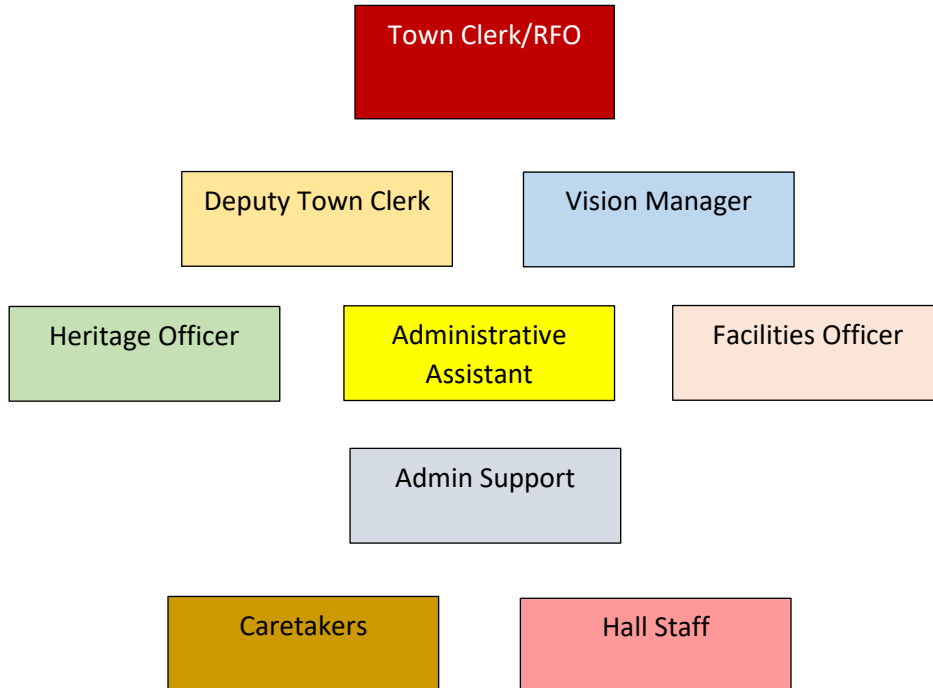 Town Clerk/RFO
Deputy Town Clerk
Vision Manager
Heritage Officer
Administrative
Assistant
Facilities Officer
Admin Support
Caretakers
Hall Staff